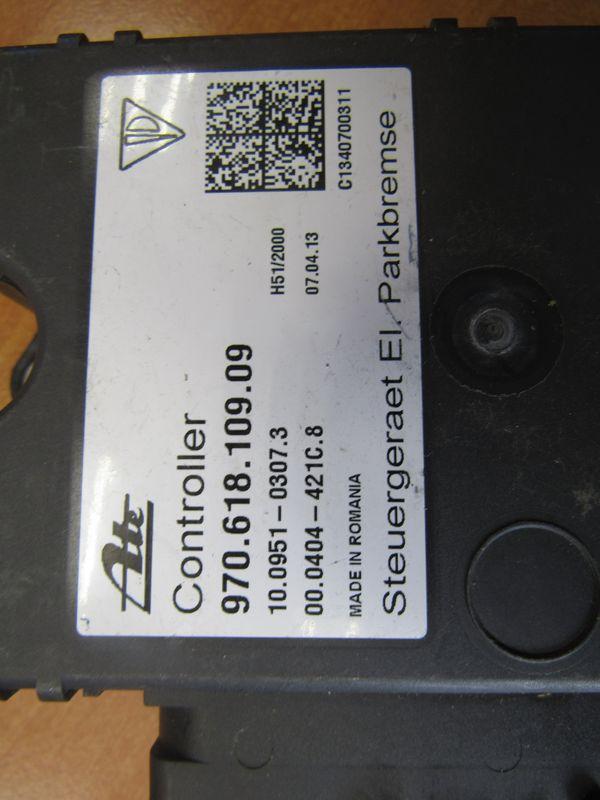 Ate
Controller
970.618.109.09
10.0951-0307.3
H51/2000
00.0404-421C.8
07.04.13
MADE IN ROMANIA
C1340700311
Steuergeraet El. Parkbremse